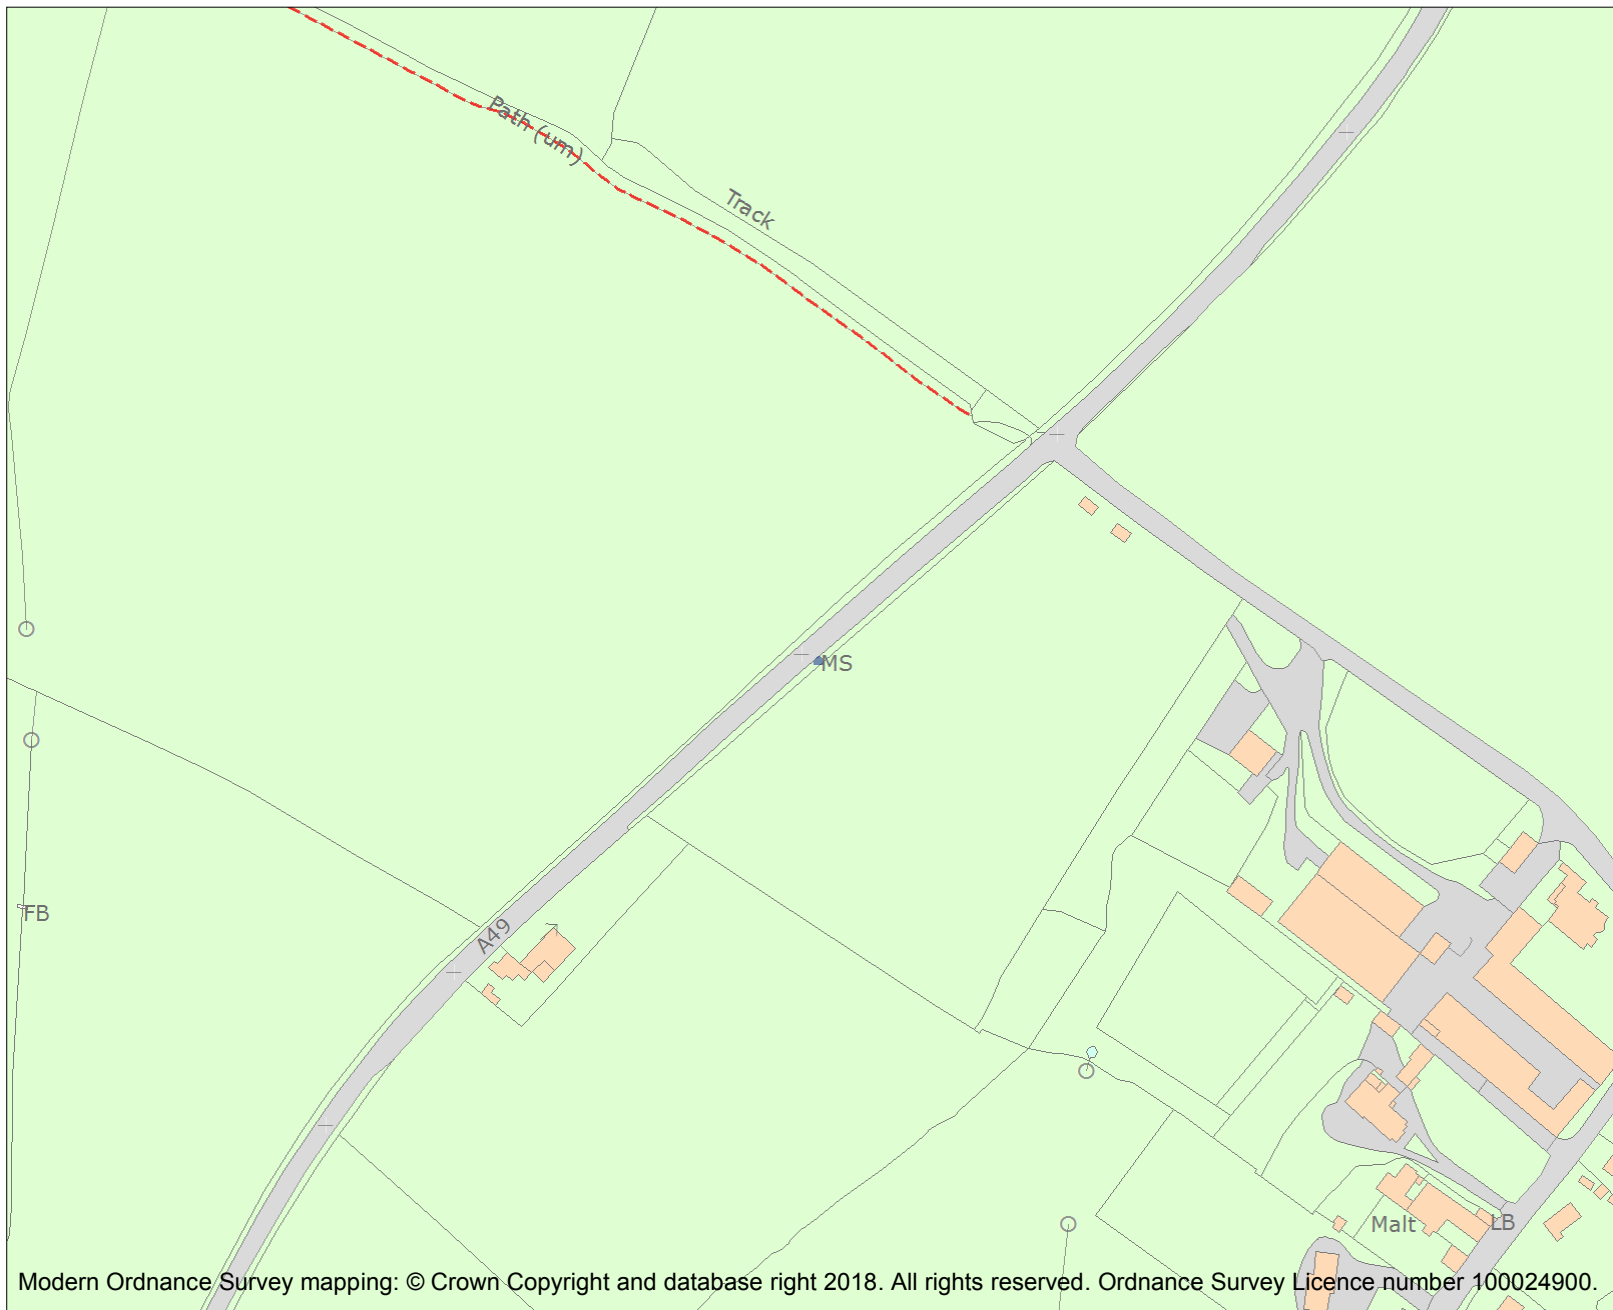 Path (um)
Track
MS
FB
A49
Malt
LB
Modern Ordnance Survey mapping: © Crown Copyright and database right 2018. All rights reserved. Ordnance Survey Licence number 100024900.